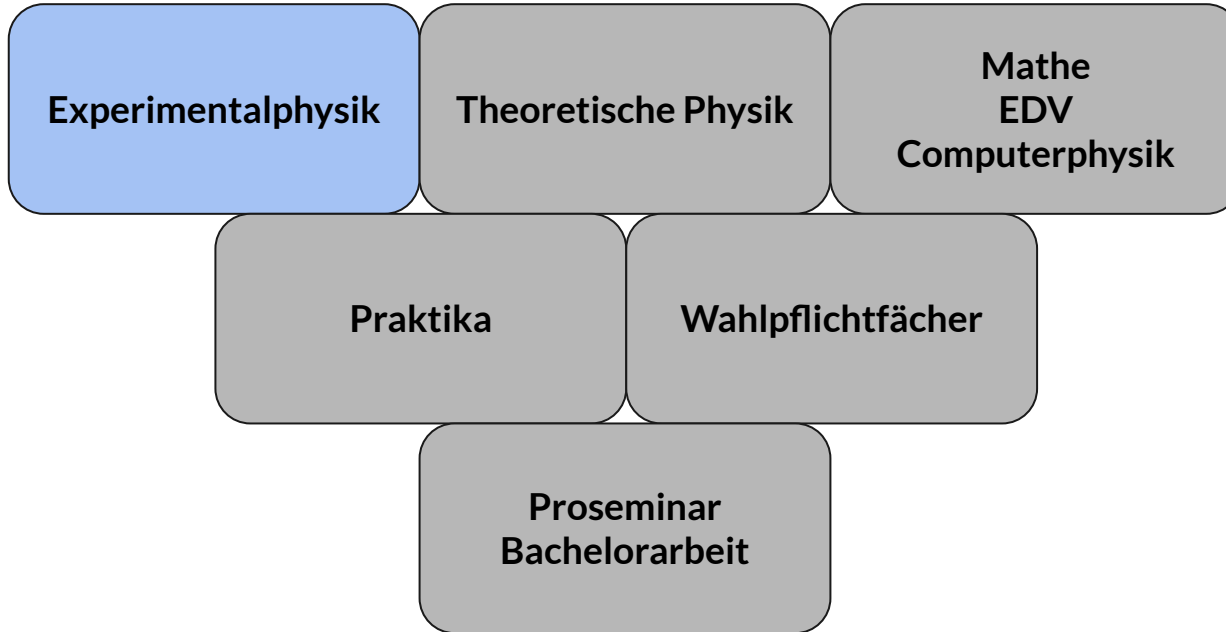 Experimentalphysik
Theoretische Physik
Mathe
EDV
Computerphysik
Praktika
Wahlpflichtfächer
Proseminar
Bachelorarbeit